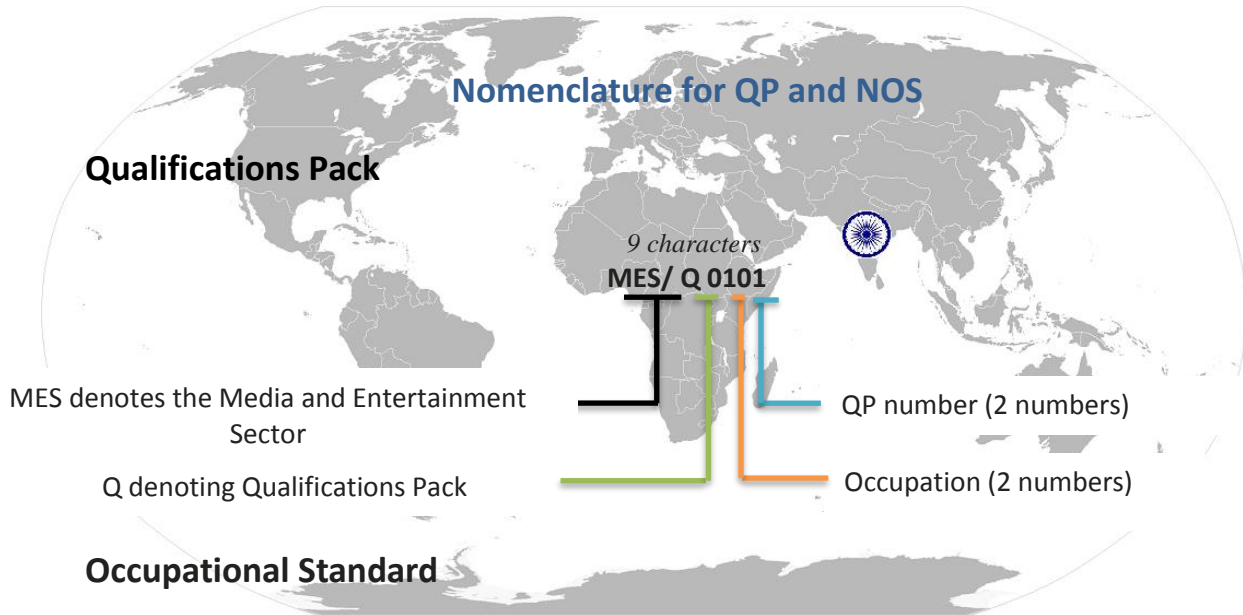 Nomenclature for QP and NOS
Qualifications Pack
9 characters
MES/ Q 0101
MES denotes the Media and Entertainment
Sector
QP number (2 numbers)
Q denoting Qualifications Pack
Occupation (2 numbers)
Occupational Standard